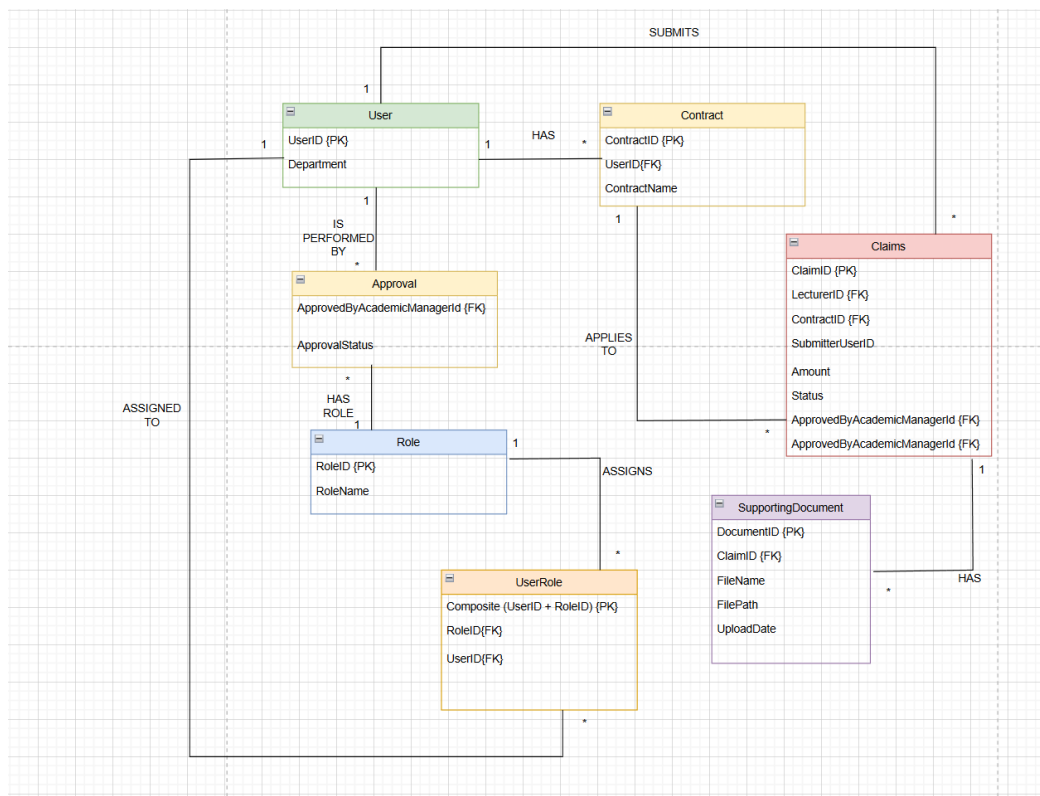 SUBMITS
1
User
UserID {PK}
Department
1
1
HAS
*
Contract
ContractID {PK}
UserID{FK}
ContractName
1
1
IS
PERFORMED
BY
*
*
Claims
ClaimID {PK}
LecturerID {FK}
ContractID {FK}
SubmitterUserID
Amount
Status
ApprovedByAcademicManagerId {FK}
ApprovedByAcademicManagerId {FK}
Approval
ApprovedByAcademicManagerId {FK}
ApprovalStatus
APPLIES
TO
*
*
HAS
ROLE
1
ASSIGNED
TO
Role
RoleID {PK}
RoleName
1
ASSIGNS
*
1
SupportingDocument
DocumentID {PK}
ClaimID {FK}
FileName
FilePath
UploadDate
HAS
*
UserRole
Composite (UserID + RoleID) {PK}
RoleID{FK}
UserID{FK}
*